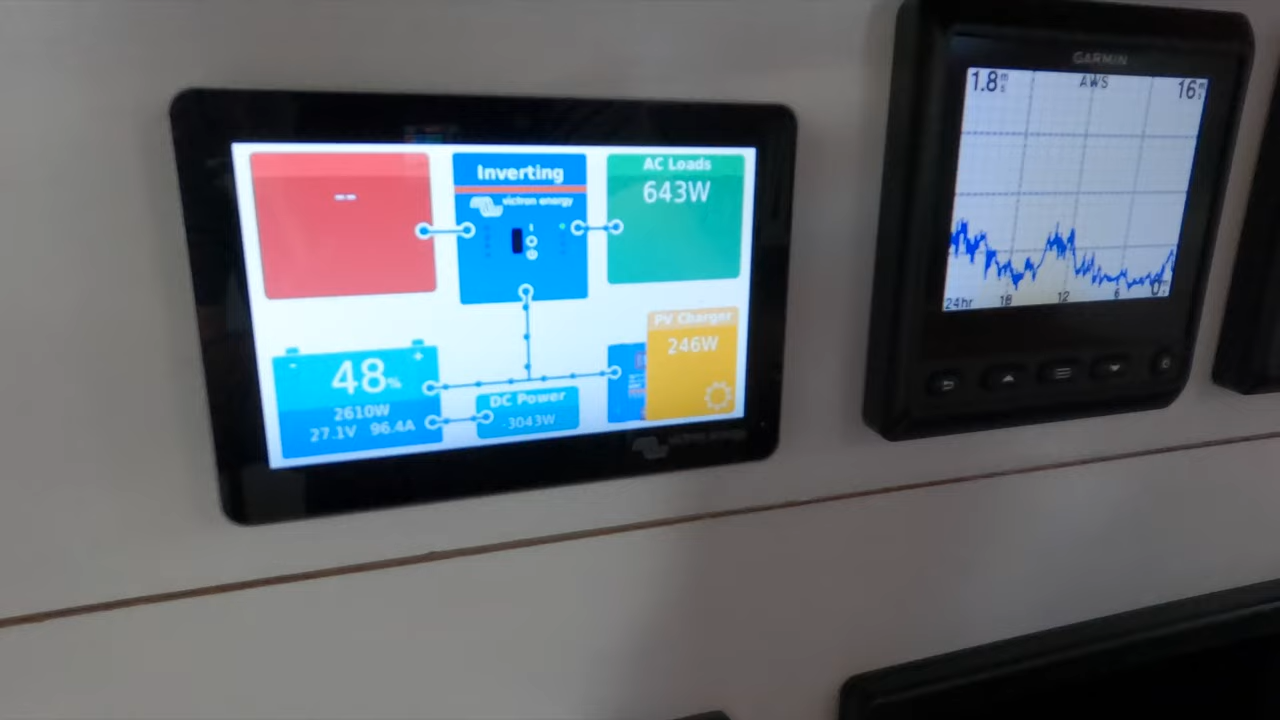 --
Inverting
victron energy
AC Loads
643W
48%
2610W
27.1V 96.4A
DC Power
-3043W
PV Charger
246W
GARMIN
1.8 m/s
AWS
16 m/s
24hr 18 12 6 0